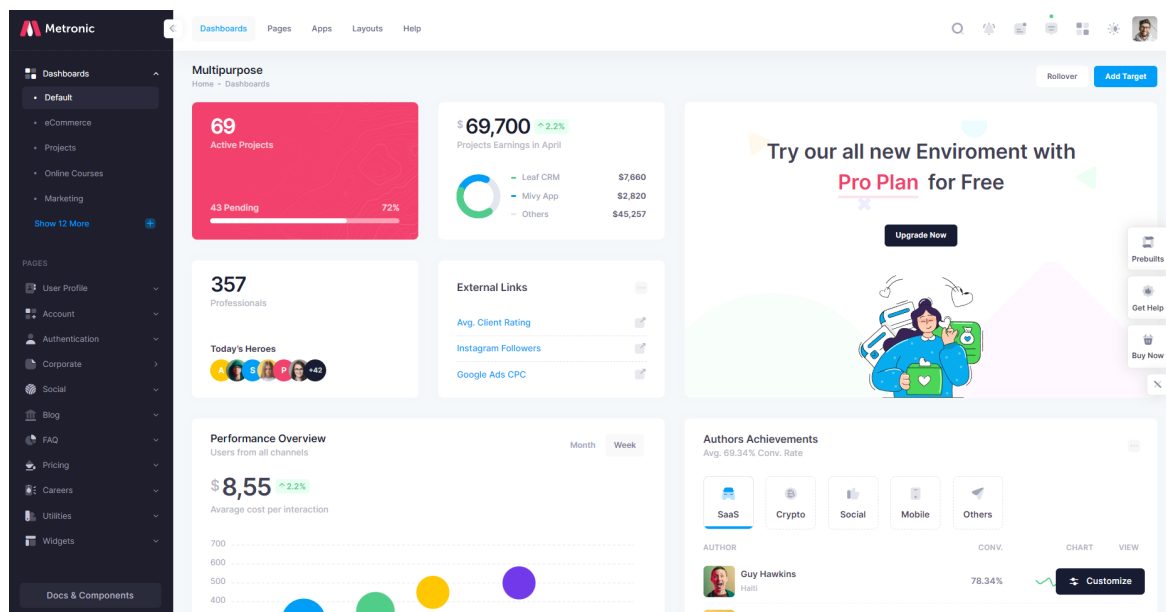 Metronic
Dashboards
Default
eCommerce
Projects
Online Courses
Marketing
Show 12 More
PAGES
User Profile
Account
Authentication
Corporate
Social
Blog
FAQ
Pricing
Careers
Utilities
Widgets
Docs & Components
Dashboards Pages Apps Layouts Help
Multipurpose
Home - Dashboards
Rollover
Add Target
69
Active Projects
43 Pending 72%
$ 69,700 2.2%
Projects Earnings in April
Leaf CRM $7,660
Mivy App $2,820
Others $45,257
Try our all new Enviroment with
Pro Plan for Free
Upgrade Now
357
Professionals
Today's Heroes
A S P +42
External Links
Avg. Client Rating
Instagram Followers
Google Ads CPC
Prebuilts
Get Help
Buy Now
Performance Overview
Users from all channels
Month Week
$ 8,55 2.2%
Avarage cost per interaction
700
600
500
400
Authors Achievements
Avg. 69.34% Conv. Rate
SaaS Crypto Social Mobile Others
AUTHOR CONV. CHART VIEW
Guy Hawkins
Haiti
78.34%
Customize